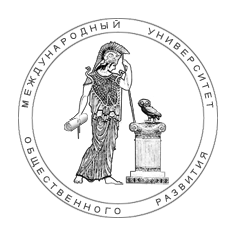 МЕЖДУНАРОДНЫЙ УНИВЕРСИТЕТ
ОБЩЕСТВЕННОГО РАЗВИТИЯ